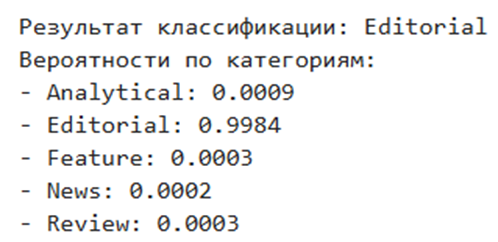 Результат классификации: Editorial
Вероятности по категориям:
- Analytical: 0.0009
- Editorial: 0.9984
- Feature: 0.0003
- News: 0.0002
- Review: 0.0003